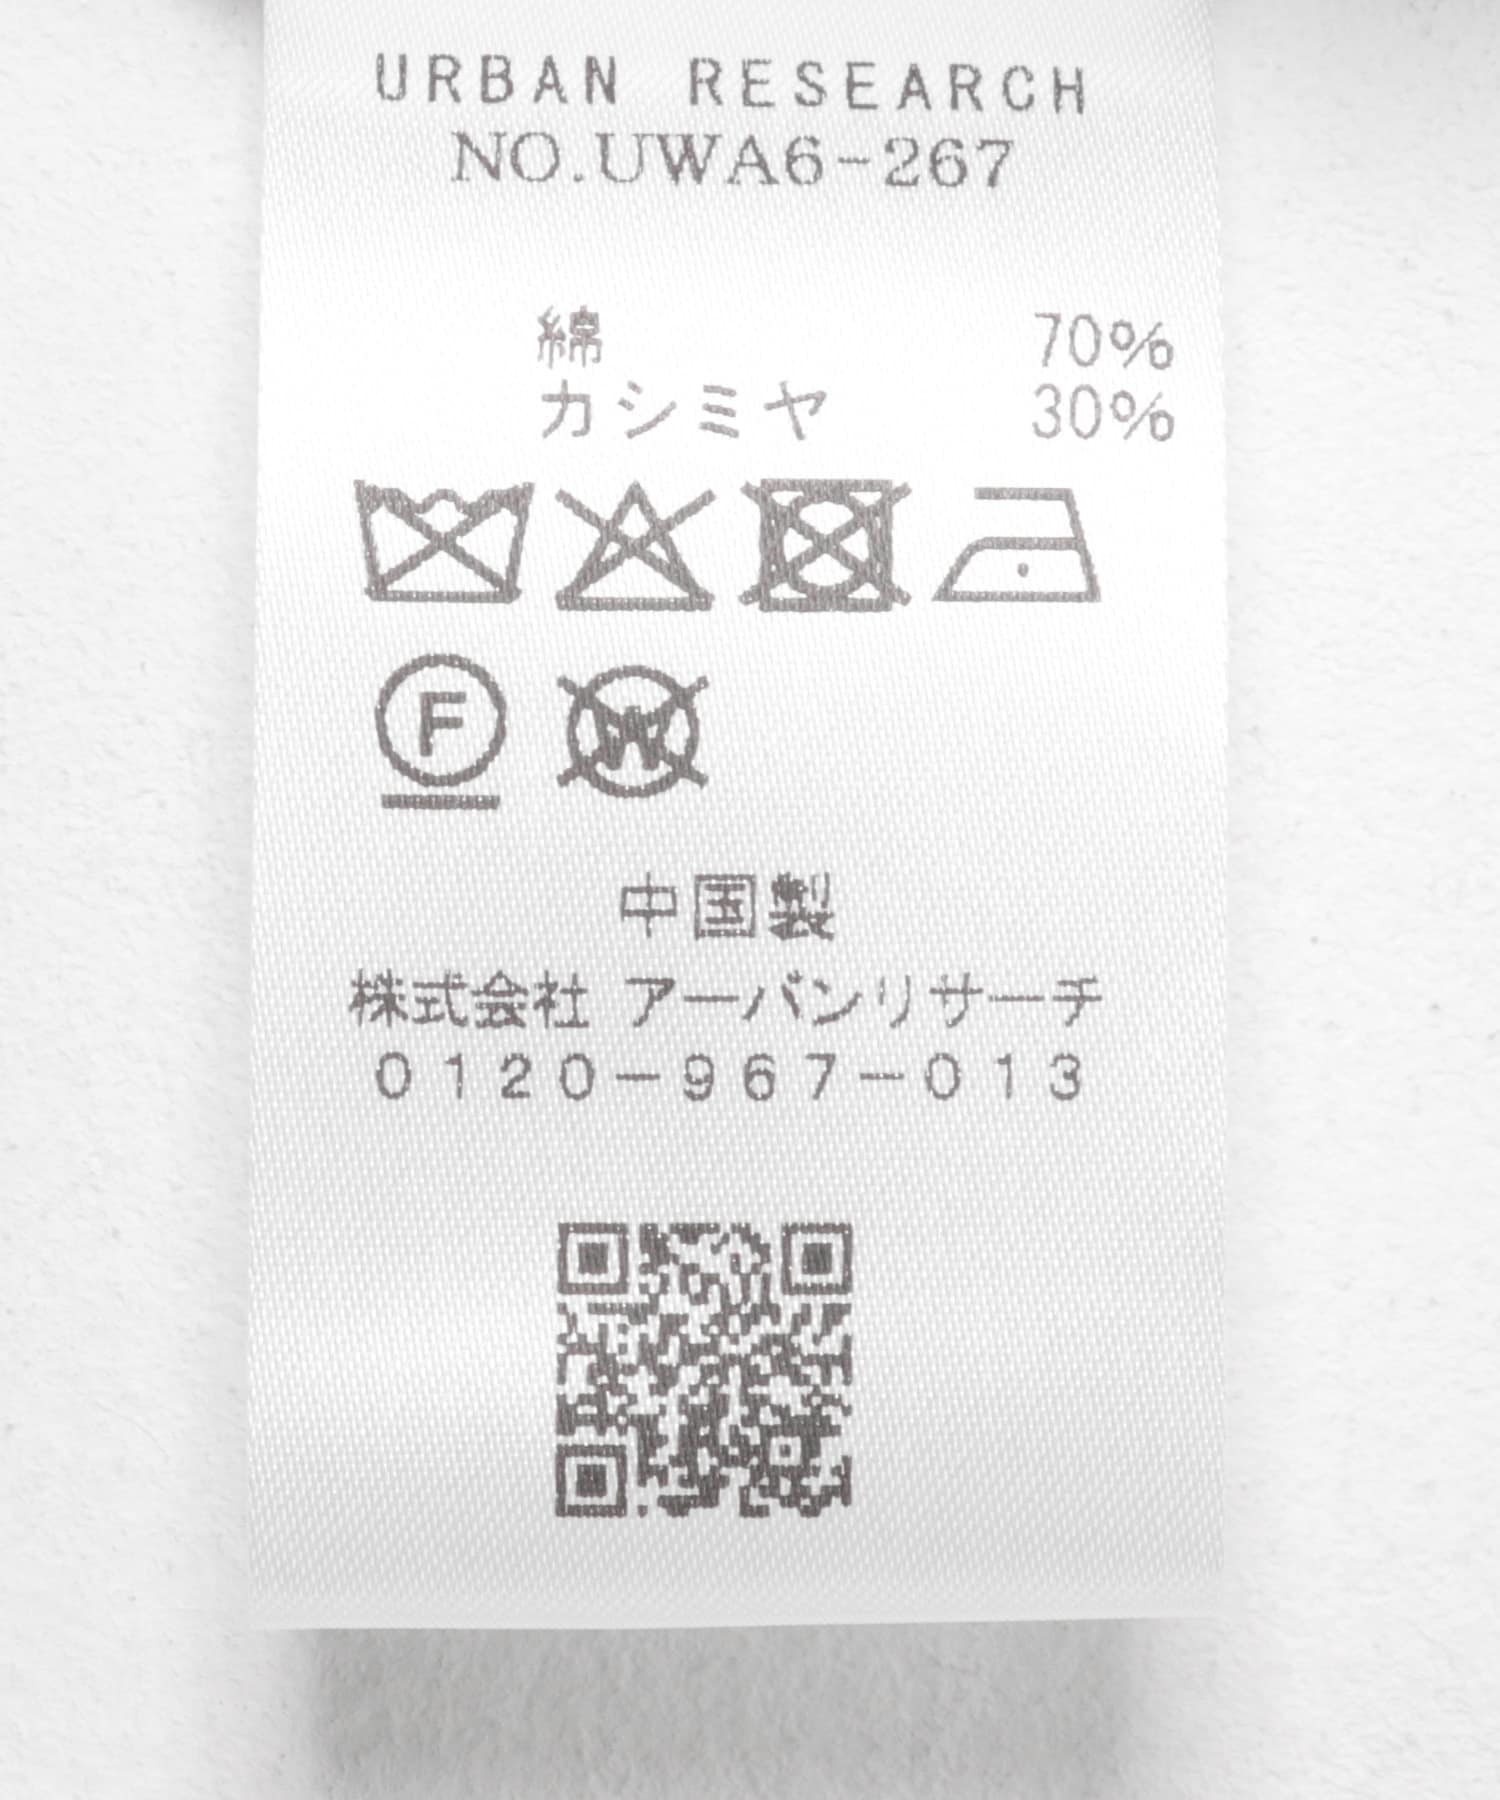 URBAN RESEARCH
NO.UWA6-267
綿 70%
カシミヤ 30%
F W
中国製
株式会社 アーバンリサーチ
0120-967-013